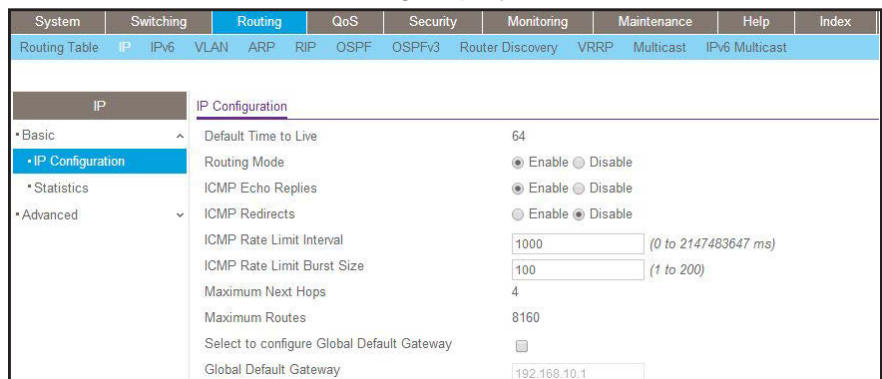 System Switching Routing QoS Security Monitoring Maintenance Help Index
Routing Table IP IPv6 VLAN ARP RIP OSPF OSPFv3 Router Discovery VRRP Multicast IPv6 Multicast
IP
IP Configuration
Basic
IP Configuration
Statistics
Advanced
Default Time to Live 64
Routing Mode Enable Disable
ICMP Echo Replies Enable Disable
ICMP Redirects Enable Disable
ICMP Rate Limit Interval 1000 (0 to 2147483647 ms)
ICMP Rate Limit Burst Size 100 (1 to 200)
Maximum Next Hops 4
Maximum Routes 8160
Select to configure Global Default Gateway
Global Default Gateway 192.168.10.1